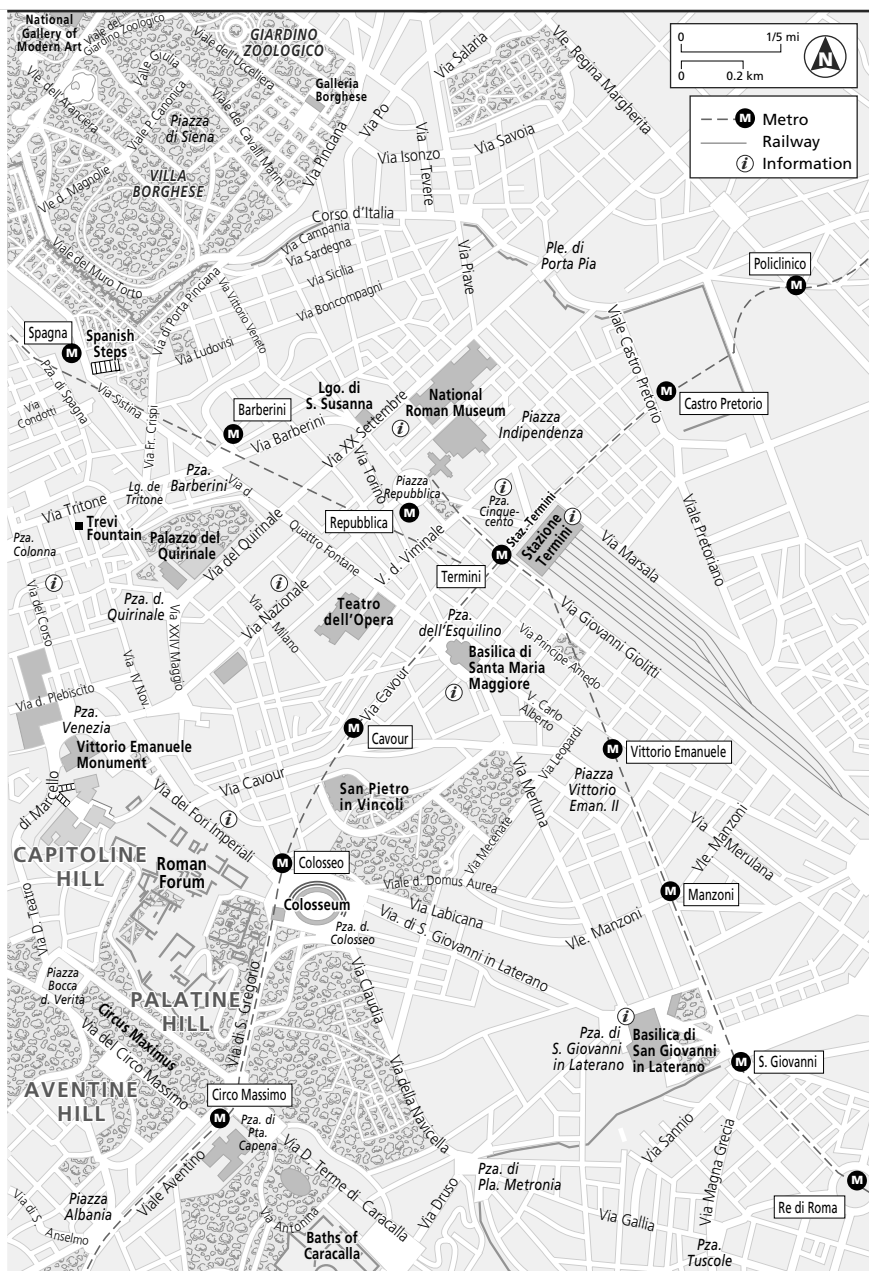 National
Gallery of
Modern Art
Viale del
Giardino Zoologico
GIARDINO
ZOOLOGICO
Viale dell'Uccelliera
Valle Giulia
Vle. dell'Aranciera
Viale P. Canonica
Piazza
di Siena
Viale dei Cavalli Marini
Galleria
Borghese
Via Pinciana
Via Po
Via Salaria
Vle. Regina Margherita
0 1/5 mi
0 0.2 km
N
M Metro
Railway
i Information
Via Isonzo
Via Savoia
Via
Tevere
Vle d. Magnolie
VILLA
BORGHESE
Corso d'Italia
Via Campania
Via Sardegna
Via Sicilia
Via Boncompagni
Via Piave
Ple. di
Porta Pia
Policlinico
M
Viale del Muro Torto
Via di Porta Pinciana
Via Vittorio Veneto
Via Ludovisi
Viale Castro Pretorio
Spagna
M
Spanish
Steps
Pza. di Spagna
Via
Condotti
Via Sistina
Via Fr. Crispi
Barberini
M
Via Barberini
Lgo. di
S. Susanna
Via XX Settembre
i
National
Roman Museum
Piazza
Indipendenza
M
Castro Pretorio
Via Torino
Piazza
Repubblica
M
Repubblica
i
Pza.
Cinque-
cento
Staz. Termini
Stazione
Termini
i
M
Termini
Via Marsala
Viale Pretoriano
Pza.
Barberini
Via d.
Quattro Fontane
Lg. de
Tritone
Via Tritone
Trevi
Fountain
Pza.
Colonna
i
Palazzo del
Quirinale
Via del Quirinale
V. d. Viminale
i
Via Nazionale
Via
Milano
Teatro
dell'Opera
Pza.
dell'Esquilino
Via Principe Amedo
Via Giovanni Giolitti
Basilica di
Santa Maria
Maggiore
i
V. Carlo
Alberto
Via Leopardi
Pza. d.
Quirinale
Via XXIV Maggio
Via del Corso
Via IV Nov.
Via d. Plebiscito
Pza.
Venezia
Vittorio Emanuele
Monument
di Marcello
Via Cavour
M
Cavour
Via Cavour
San Pietro
in Vincoli
M
Vittorio Emanuele
Piazza
Vittorio
Eman. II
Via Merluna
Via Mecenate
Vle. Manzoni
Via
Merulana
M
Manzoni
Via dei Fori Imperiali
i
CAPITOLINE
HILL
Roman
Forum
M
Colosseo
Colosseum
Pza. d.
Colosseo
Viale d. Domus Aurea
Via Labicana
Via. di S. Giovanni in Laterano
Vle. Manzoni
Via D. Teatro
Piazza
Bocca
d. Verità
PALATINE
HILL
Circus Maximus
Via del Circo Massimo
Via di S. Gregorio
Via Claudia
Via della Navicella
i
Pza. di
S. Giovanni
in Laterano
Basilica di
San Giovanni
in Laterano
M
S. Giovanni
AVENTINE
HILL
Circo Massimo
M
Pza. di
Pta.
Capena
Via D. Terme di Caracalla
Via Druso
Pza. di
Pla. Metronia
Via Sannio
Via Magna Grecia
M
Re di Roma
Via Gallia
Pza.
Tuscole
Piazza
Albania
Viale Aventino
Via di S.
Anselmo
Via Antonina
Baths of
Caracalla